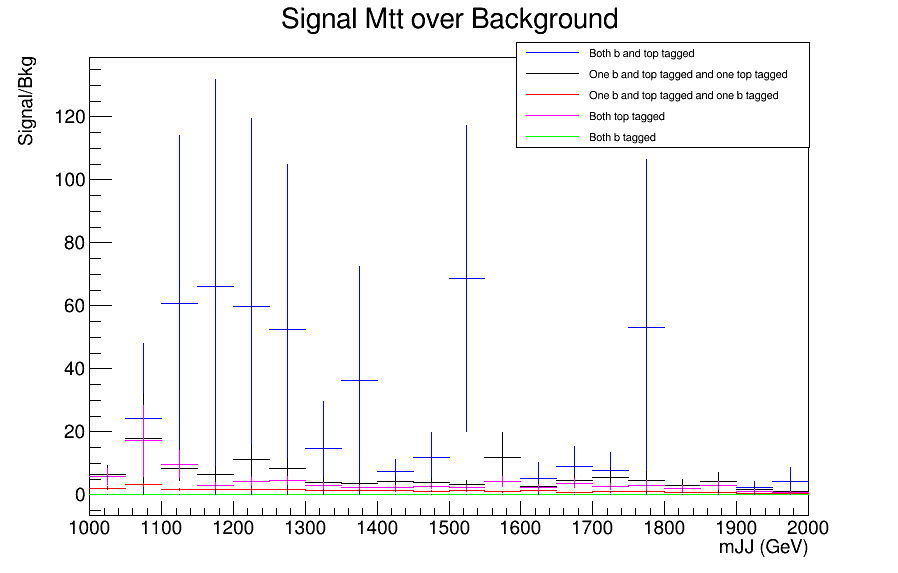 Signal Mtt over Background
Signal/Bkg
Both b and top tagged
One b and top tagged and one top tagged
One b and top tagged and one b tagged
Both top tagged
Both b tagged
120
100
80
60
40
20
0
1000 1100 1200 1300 1400 1500 1600 1700 1800 1900 2000
mJJ (GeV)